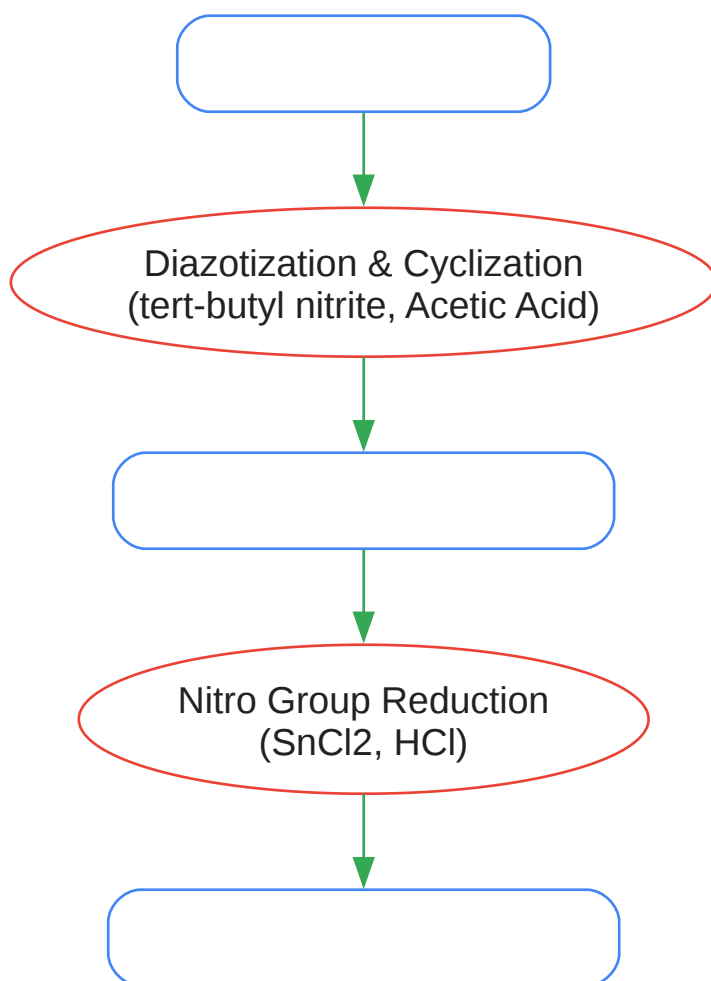 Diazotization & Cyclization
(tert-butyl nitrite, Acetic Acid)
Nitro Group Reduction
(SnCl2, HCl)